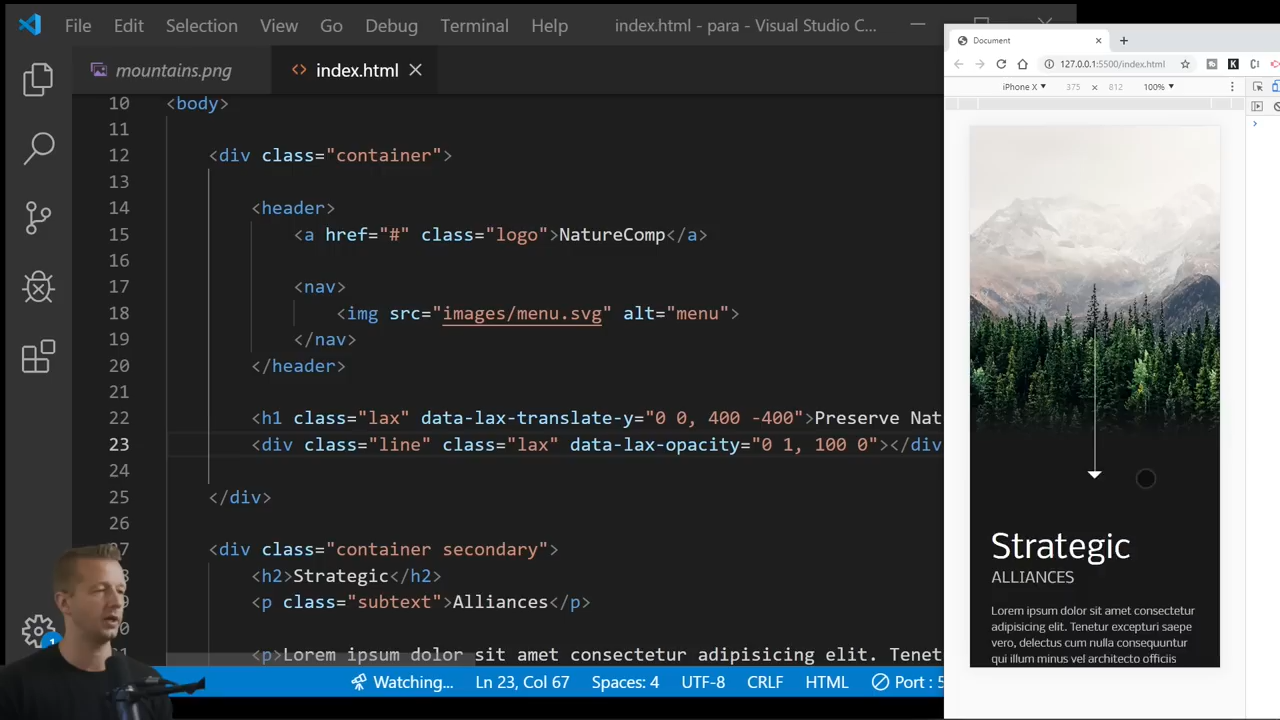 File Edit Selection View Go Debug Terminal Help index.html - para - Visual Studio C...
mountains.png index.html
10 <body>
11
12 <div class="container">
13
14 <header>
15 <a href="#" class="logo">NatureComp</a>
16
17 <nav>
18 <img src="images/menu.svg" alt="menu">
19 </nav>
20 </header>
21
22 <h1 class="lax" data-lax-translate-y="0 0, 400 -400">Preserve Nat
23 <div class="line" class="lax" data-lax-opacity="0 1, 100 0"></div
24
25 </div>
26
27 <div class="container secondary">
<h2>Strategic</h2>
<p class="subtext">Alliances</p>
<p>Lorem ipsum dolor sit amet consectetur adipisicing elit. Tenet
1
Watching... Ln 23, Col 67 Spaces: 4 UTF-8 CRLF HTML Port : 5
Document
127.0.0.1:5500/index.html
iPhone X 375 × 812 100%
Strategic
ALLIANCES
Lorem ipsum dolor sit amet consectetur
adipisicing elit. Tenetur excepturi saepe
vero, delectus cum nulla consequuntur
qui illum minus vel architecto officiis